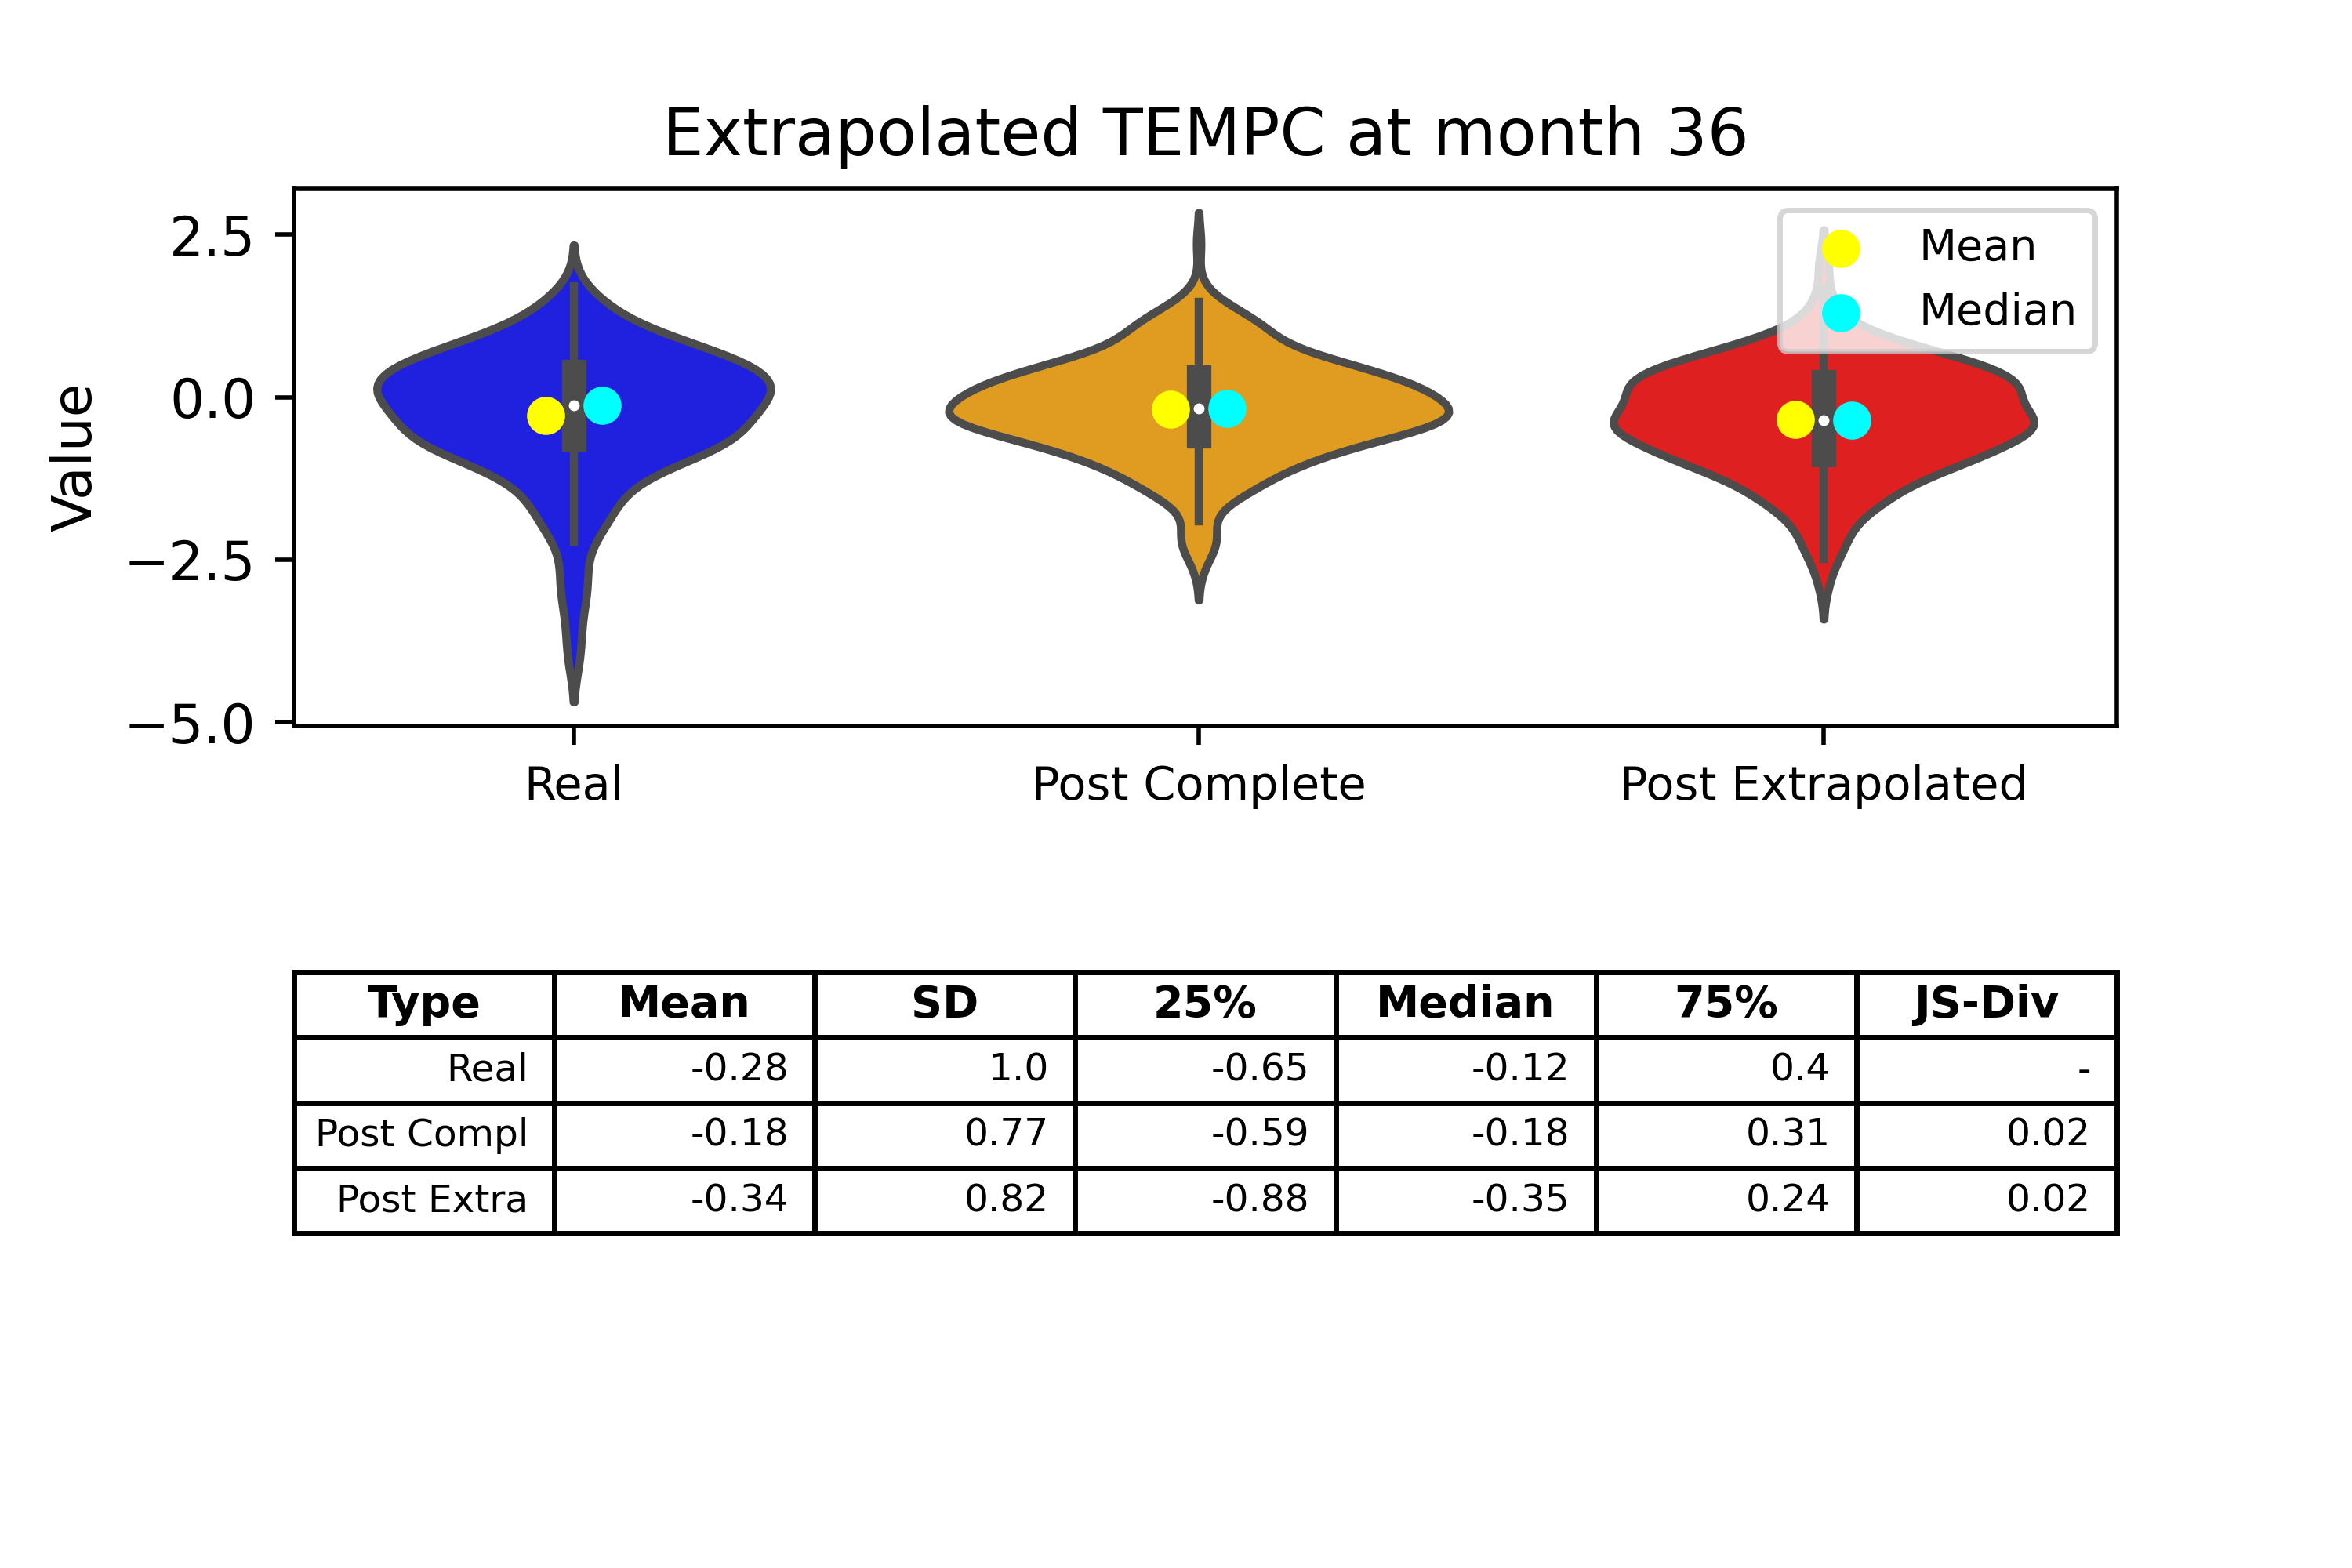 Extrapolated TEMPC at month 36
Value
2.5
0.0
−2.5
−5.0
Mean
Median
Real Post Complete Post Extrapolated
Type Mean SD 25% Median 75% JS-Div
Real -0.28 1.0 -0.65 -0.12 0.4 -
Post Compl -0.18 0.77 -0.59 -0.18 0.31 0.02
Post Extra -0.34 0.82 -0.88 -0.35 0.24 0.02